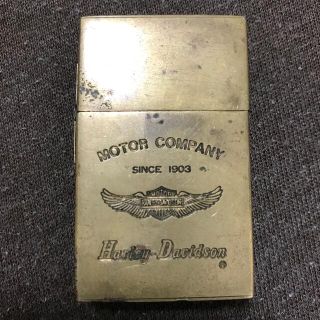 MOTOR COMPANY
SINCE 1903
Harley-Davidson
®